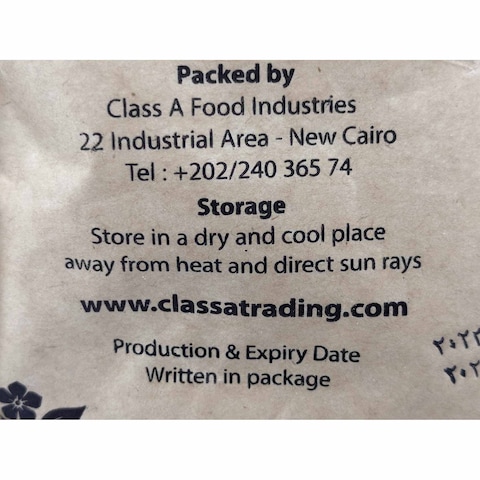 Packed by
Class A Food Industries
22 Industrial Area - New Cairo
Tel : +202/240 365 74
Storage
Store in a dry and cool place
away from heat and direct sun rays
www.classatrading.com
Production & Expiry Date
Written in package